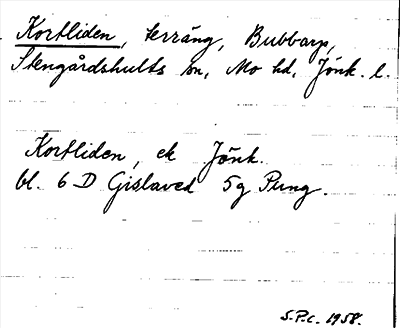 Kortliden, terräng, Bubbarp,
Stengårdshults sn, Mo hd, Jönk. l.
Kortliden, ek Jönk.
bl. 6 D Gislaved 5g Pung.
S.P.c. 1958.